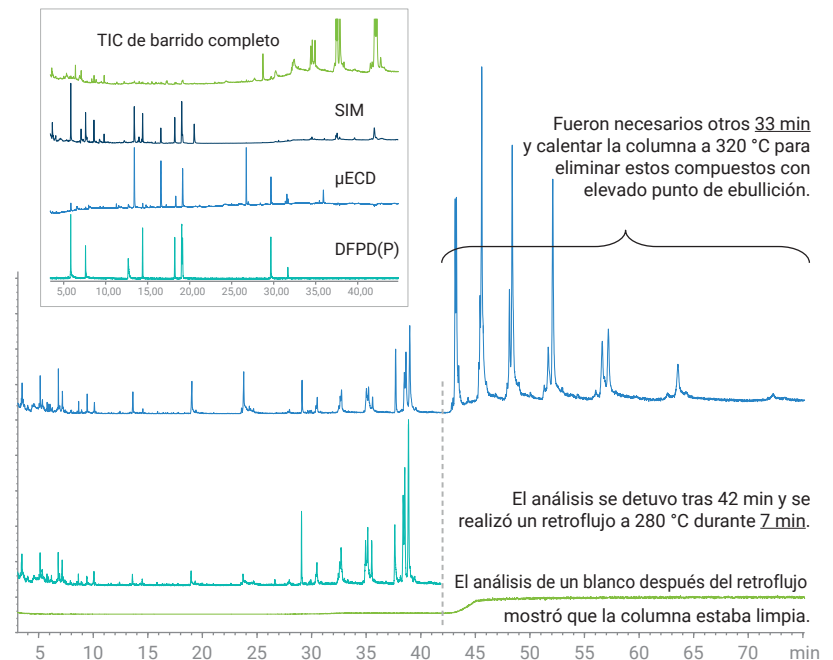 TIC de barrido completo
SIM
µECD
DFPD(P)
5,00 10,00 15,00 20,00 25,00 30,00 35,00 40,00
Fueron necesarios otros 33 min
y calentar la columna a 320 °C para
eliminar estos compuestos con
elevado punto de ebullición.
El análisis se detuvo tras 42 min y se
realizó un retroflujo a 280 °C durante 7 min.
El análisis de un blanco después del retroflujo
mostró que la columna estaba limpia.
5 10 15 20 25 30 35 40 45 50 55 60 65 70 75 min